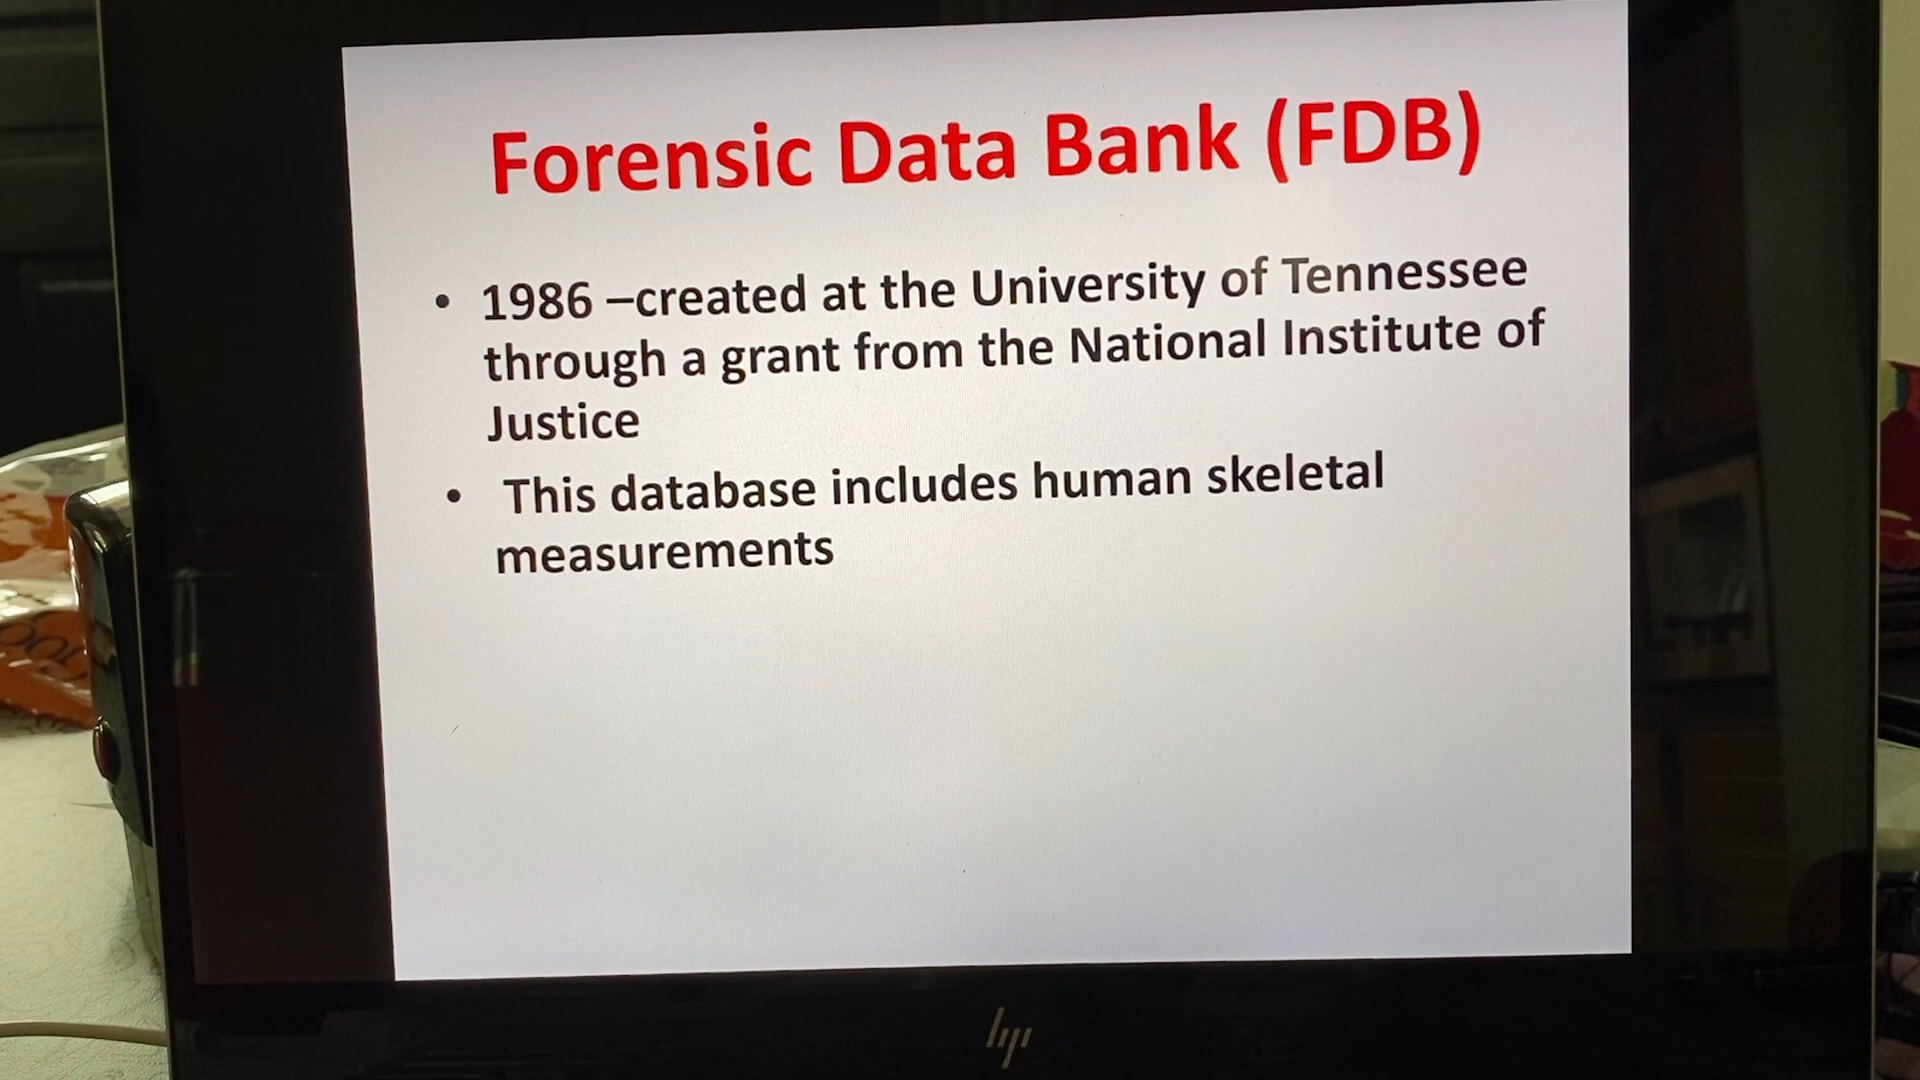 Forensic Data Bank (FDB)
• 1986 –created at the University of Tennessee
through a grant from the National Institute of
Justice
• This database includes human skeletal
measurements
hp